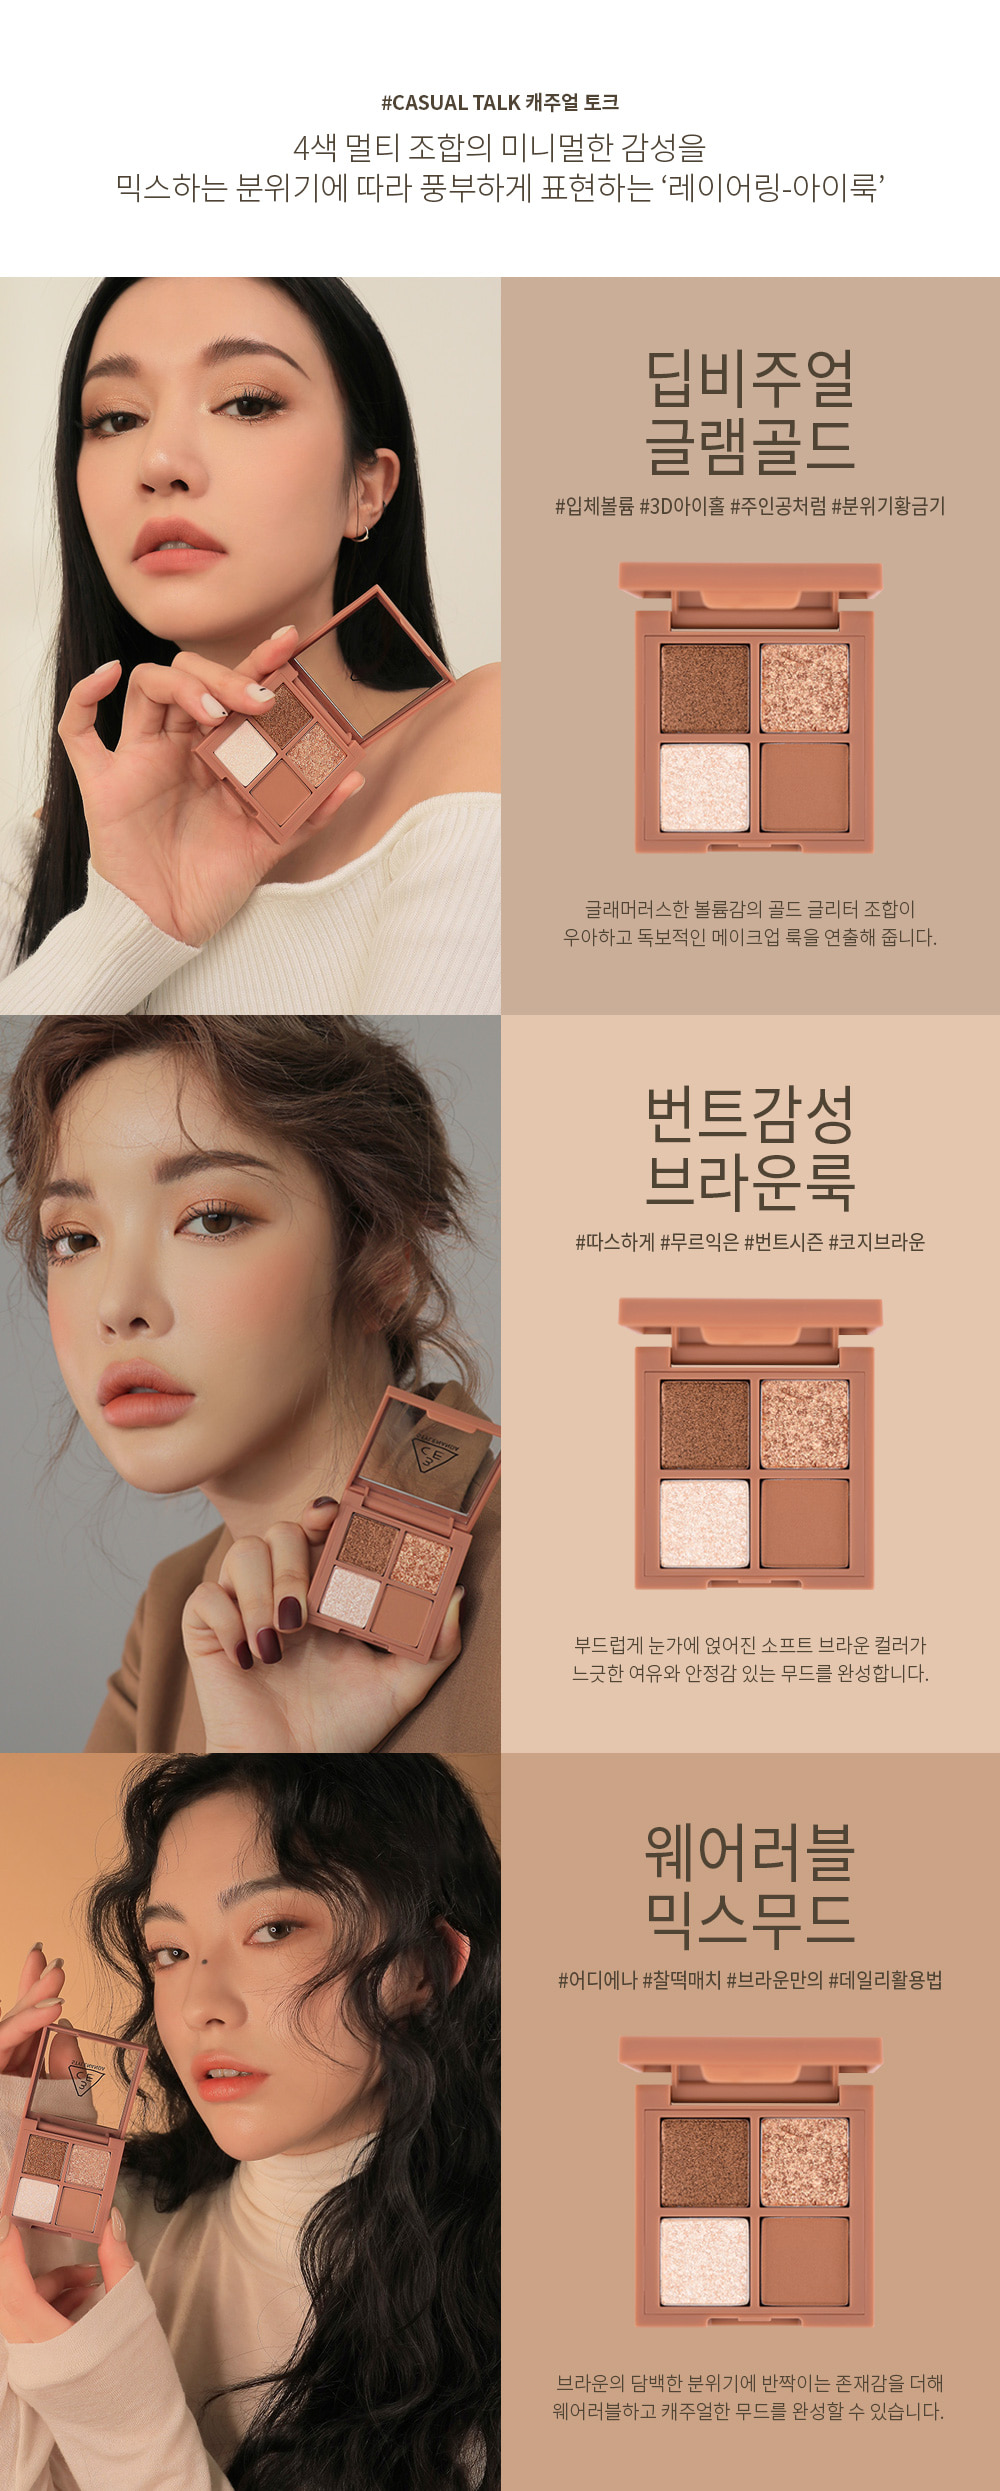 #CASUAL TALK 캐주얼 토크
4색 멀티 조합의 미니멀한 감성을
믹스하는 분위기에 따라 풍부하게 표현하는 ‘레이어링-아이룩’
딥비주얼
글램골드
#입체볼륨 #3D아이홀 #주인공처럼 #분위기황금기
글래머러스한 볼륨감의 골드 글리터 조합이
우아하고 독보적인 메이크업 룩을 연출해 줍니다.
번트감성
브라운룩
#따스하게 #무르익은 #번트시즌 #코지브라운
3CE
부드럽게 눈가에 얹어진 소프트 브라운 컬러가
느긋한 여유와 안정감 있는 무드를 완성합니다.
웨어러블
믹스무드
#어디에나 #찰떡매치 #브라운만의 #데일리활용법
3CE
브라운의 담백한 분위기에 반짝이는 존재감을 더해
웨어러블하고 캐주얼한 무드를 완성할 수 있습니다.